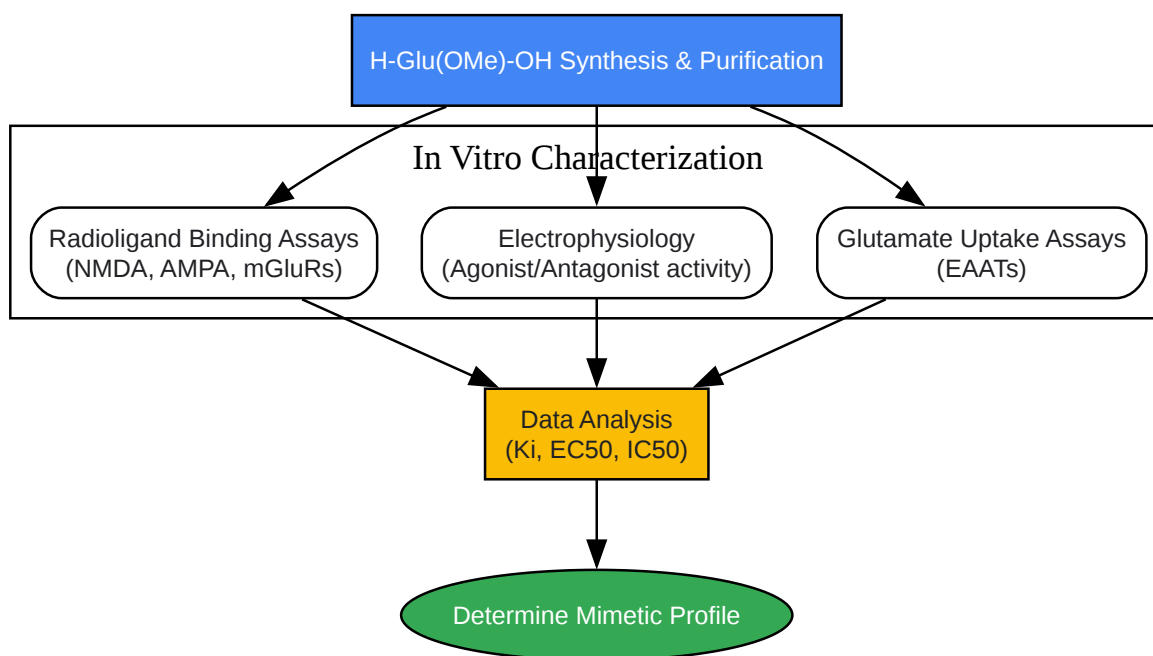 H-Glu(OMe)-OH Synthesis & Purification
In Vitro Characterization
Radioligand Binding Assays
(NMDA, AMPA, mGluRs)
Electrophysiology
(Agonist/Antagonist activity)
Glutamate Uptake Assays
(EAATs)
Data Analysis
(Ki, EC50, IC50)
Determine Mimetic Profile